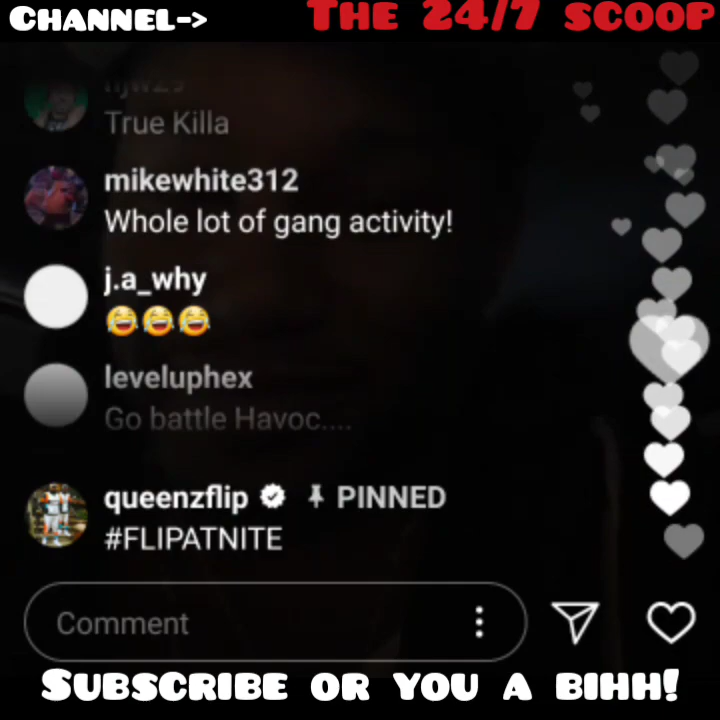 Channel->
The 24/7 scoop
True Killa
mikewhite312
Whole lot of gang activity!
j.a_why
😂😂😂
leveluphex
Go battle Havoc....
queenzflip PINNED
#FLIPATNITE
Comment
Subscribe or you a bihh!